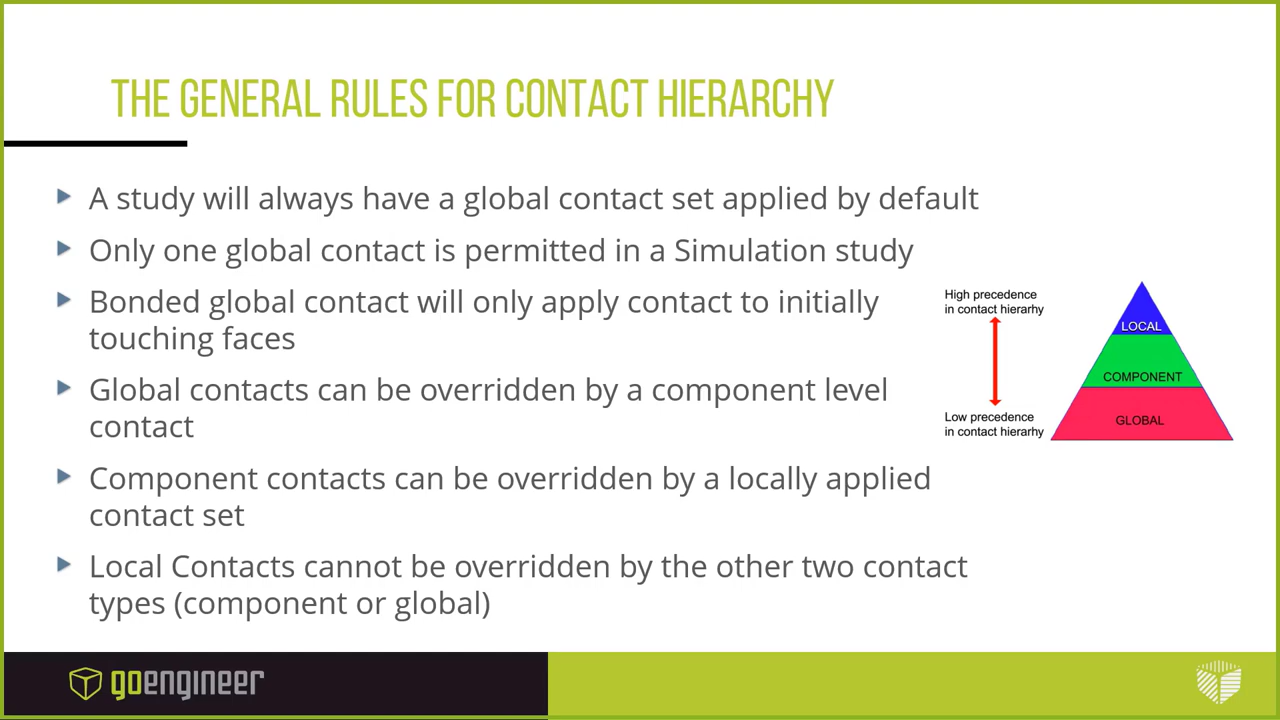 THE GENERAL RULES FOR CONTACT HIERARCHY
A study will always have a global contact set applied by default
Only one global contact is permitted in a Simulation study
Bonded global contact will only apply contact to initially
touching faces
Global contacts can be overridden by a component level
contact
Component contacts can be overridden by a locally applied
contact set
Local Contacts cannot be overridden by the other two contact
types (component or global)
High precedence
in contact hierarhy
Low precedence
in contact hierarhy
LOCAL
COMPONENT
GLOBAL
goengineer